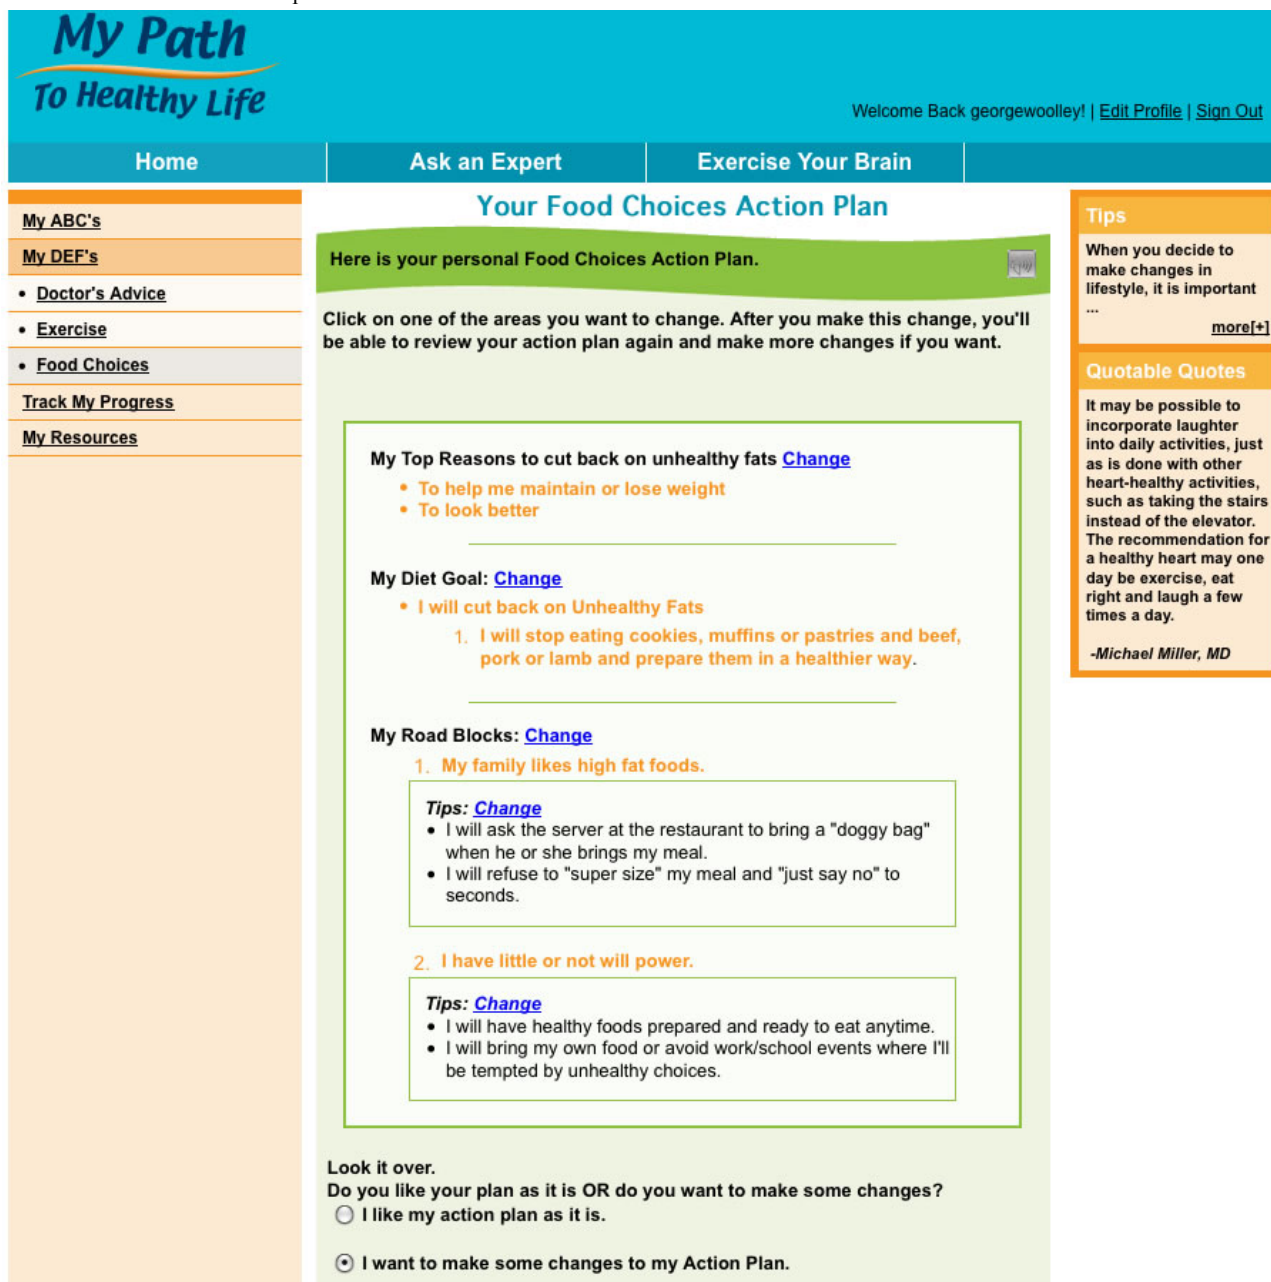 My Path
To Healthy Life
Welcome Back georgewoolley! | Edit Profile | Sign Out
Home
Ask an Expert
Exercise Your Brain
My ABC's
My DEF's
• Doctor's Advice
• Exercise
• Food Choices
Track My Progress
My Resources
Your Food Choices Action Plan
Here is your personal Food Choices Action Plan.
Click on one of the areas you want to change. After you make this change, you'll
be able to review your action plan again and make more changes if you want.
My Top Reasons to cut back on unhealthy fats Change
• To help me maintain or lose weight
• To look better
My Diet Goal: Change
• I will cut back on Unhealthy Fats
1. I will stop eating cookies, muffins or pastries and beef,
pork or lamb and prepare them in a healthier way.
My Road Blocks: Change
1. My family likes high fat foods.
Tips: Change
• I will ask the server at the restaurant to bring a "doggy bag"
when he or she brings my meal.
• I will refuse to "super size" my meal and "just say no" to
seconds.
2. I have little or not will power.
Tips: Change
• I will have healthy foods prepared and ready to eat anytime.
• I will bring my own food or avoid work/school events where I'll
be tempted by unhealthy choices.
Look it over.
Do you like your plan as it is OR do you want to make some changes?
I like my action plan as it is.
I want to make some changes to my Action Plan.
Tips
When you decide to
make changes in
lifestyle, it is important
...
more[+]
Quotable Quotes
It may be possible to
incorporate laughter
into daily activities, just
as is done with other
heart-healthy activities,
such as taking the stairs
instead of the elevator.
The recommendation for
a healthy heart may one
day be exercise, eat
right and laugh a few
times a day.
-Michael Miller, MD